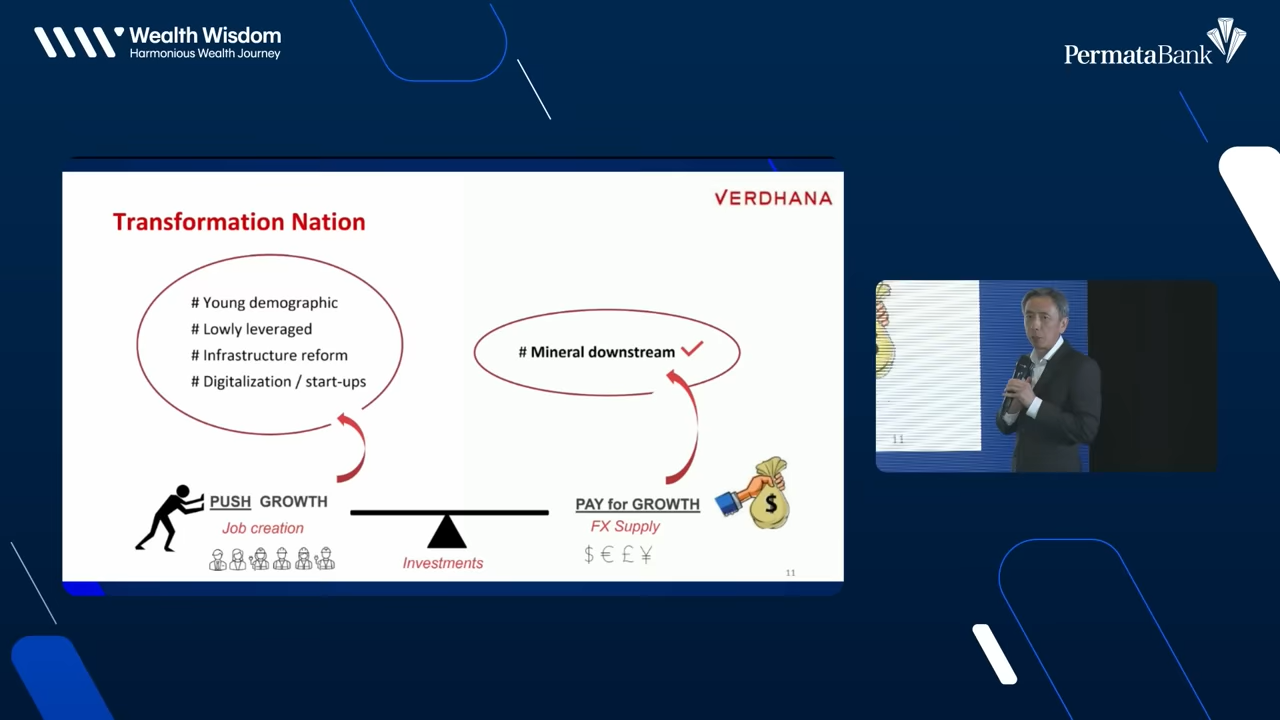 Wealth Wisdom
Harmonious Wealth Journey
PermataBank
VERDHANA
Transformation Nation
# Young demographic
# Lowly leveraged
# Infrastructure reform
# Digitalization / start-ups
# Mineral downstream
PUSH GROWTH
Job creation
Investments
PAY for GROWTH
FX Supply
$ € £ ¥
$
11
11